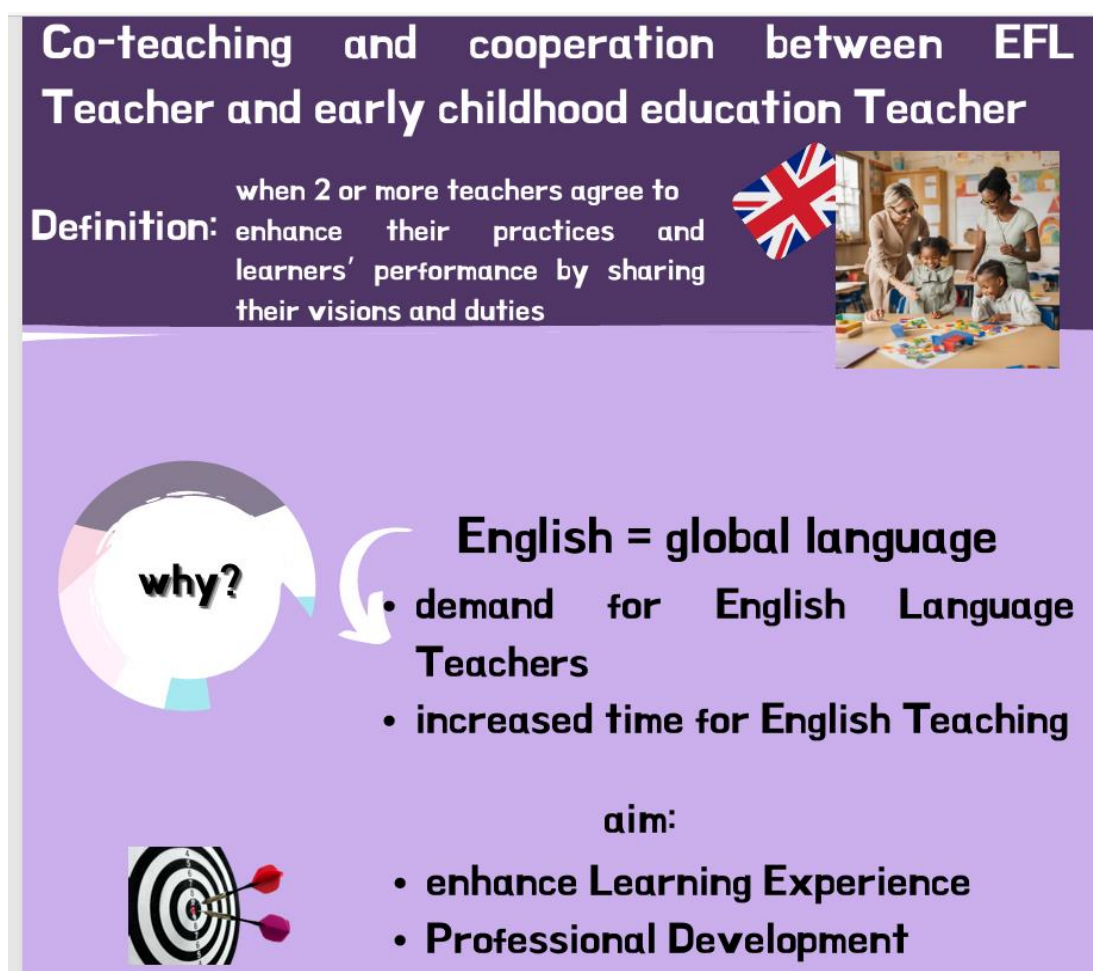 Co-teaching and cooperation between EFL
Teacher and early childhood education Teacher
Definition:
when 2 or more teachers agree to
enhance their practices and
learners' performance by sharing
their visions and duties
why?
English = global language
• demand for English Language
Teachers
• increased time for English Teaching
aim:
• enhance Learning Experience
• Professional Development